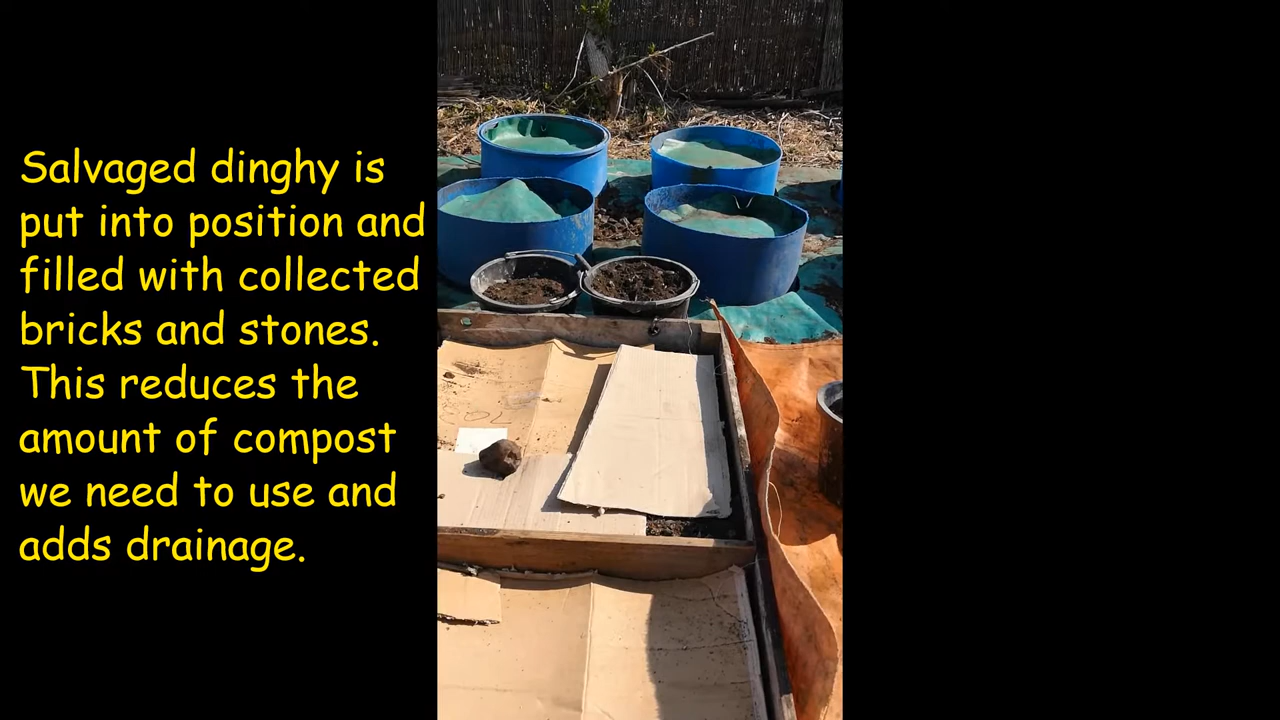 Salvaged dinghy is
put into position and
filled with collected
bricks and stones.
This reduces the
amount of compost
we need to use and
adds drainage.